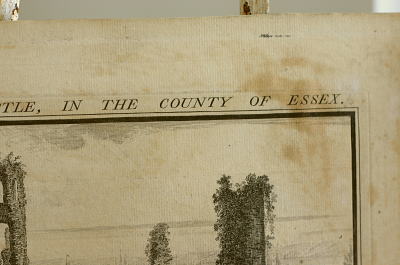 TLE, IN THE COUNTY OF ESSEX.